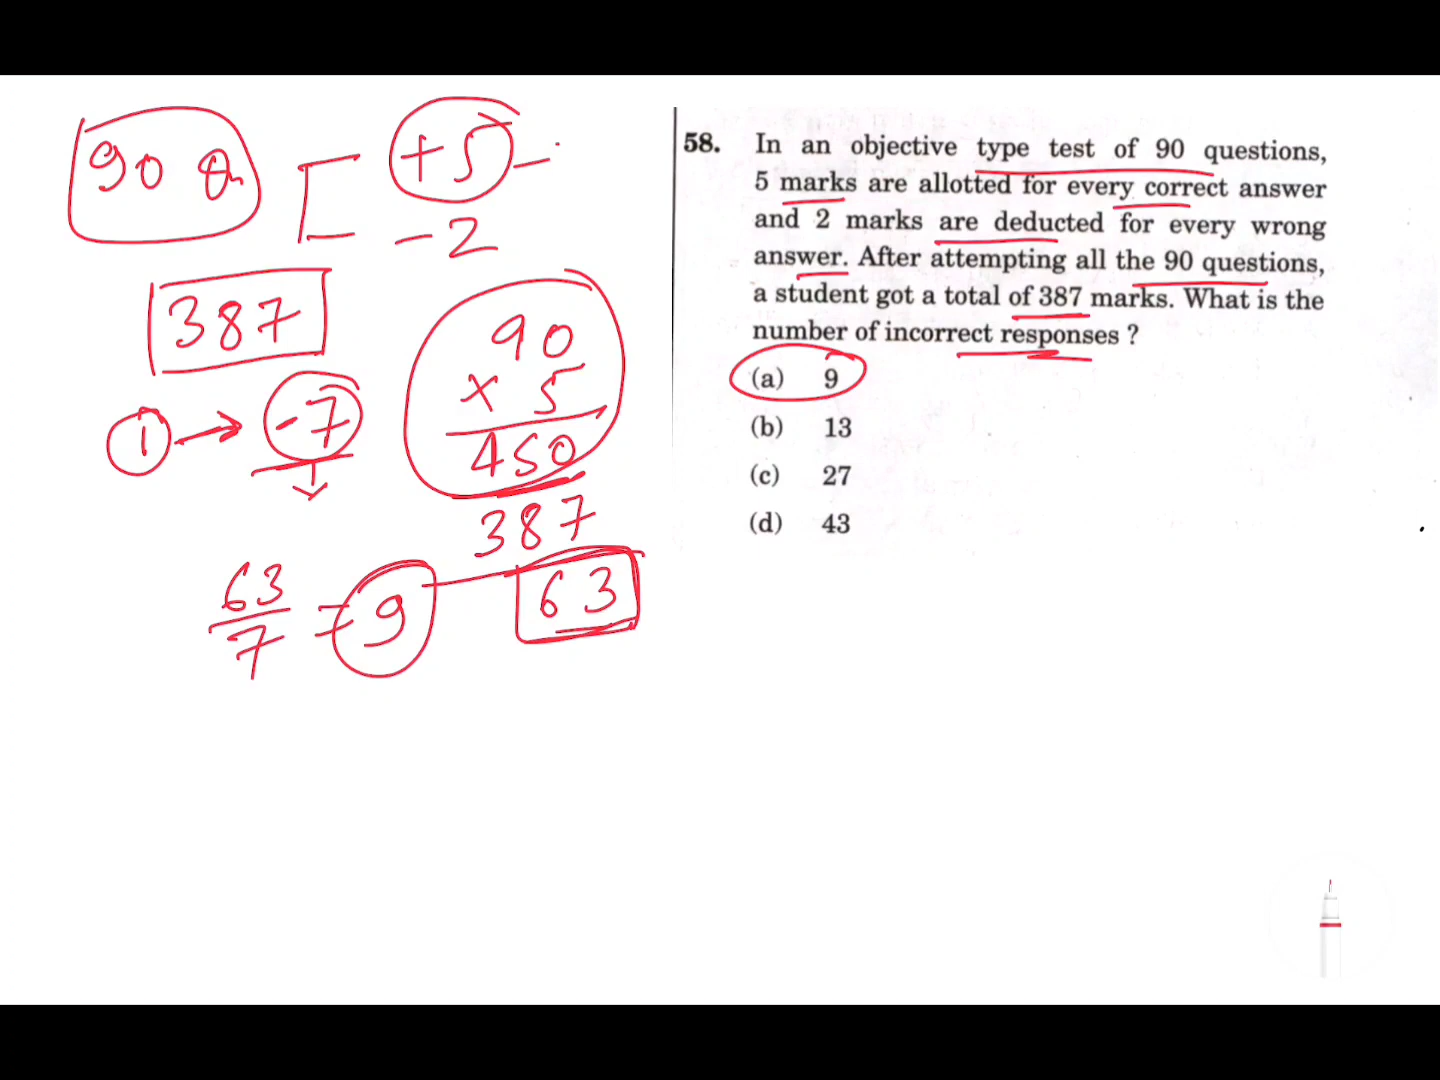 90 Q
+5 -
-2
387
1 → -7
90
× 5
450
387
63
63/7 = 9
58. In an objective type test of 90 questions,
5 marks are allotted for every correct answer
and 2 marks are deducted for every wrong
answer. After attempting all the 90 questions,
a student got a total of 387 marks. What is the
number of incorrect responses ?
(a) 9
(b) 13
(c) 27
(d) 43